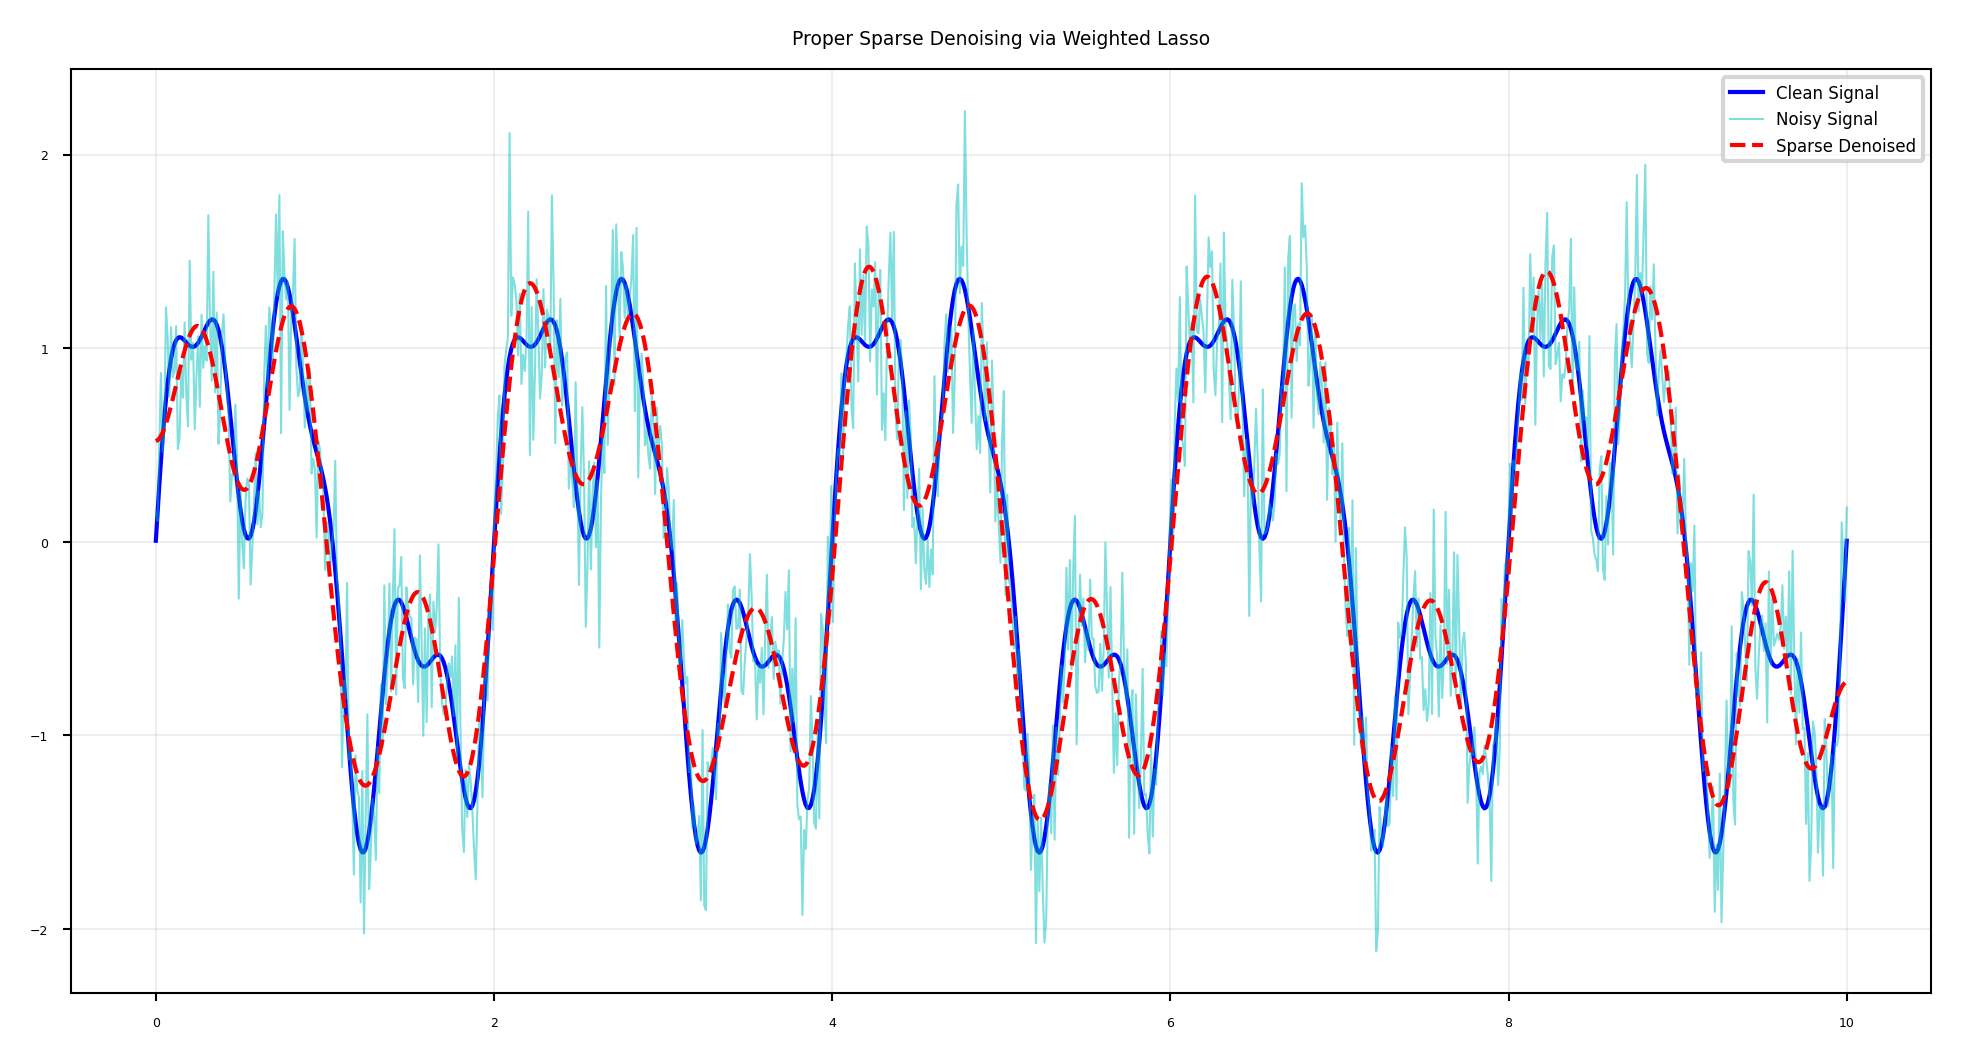 Proper Sparse Denoising via Weighted Lasso
Clean Signal
Noisy Signal
Sparse Denoised
2
1
0
−1
−2
0
2
4
6
8
10